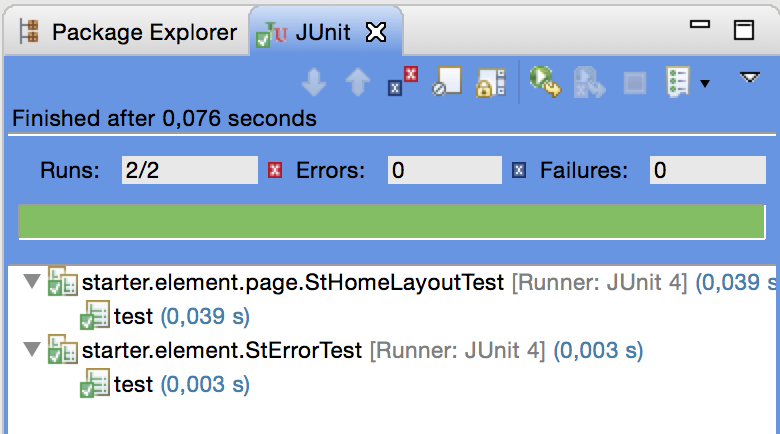 Package Explorer JUnit
Finished after 0,076 seconds
Runs: 2/2 Errors: 0 Failures: 0
starter.element.page.StHomeLayoutTest [Runner: JUnit 4] (0,039 s
test (0,039 s)
starter.element.StErrorTest [Runner: JUnit 4] (0,003 s)
test (0,003 s)